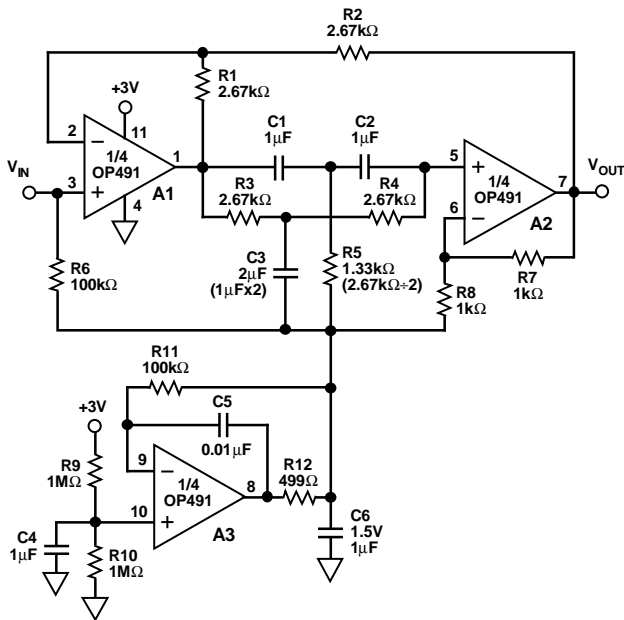 R2
2.67kΩ
+3V
R1
2.67kΩ
C1
1µF
C2
1µF
2
11
1/4
OP491
1
A1
VIN
3
4
5
1/4
OP491
7
VOUT
6
A2
R3
2.67kΩ
R4
2.67kΩ
R6
100kΩ
C3
2µF
(1µFx2)
R5
1.33kΩ
(2.67kΩ÷2)
R7
1kΩ
R8
1kΩ
R11
100kΩ
C5
0.01µF
+3V
R9
1MΩ
9
1/4
OP491
8
10
A3
R12
499Ω
C4
1µF
R10
1MΩ
C6
1.5V
1µF